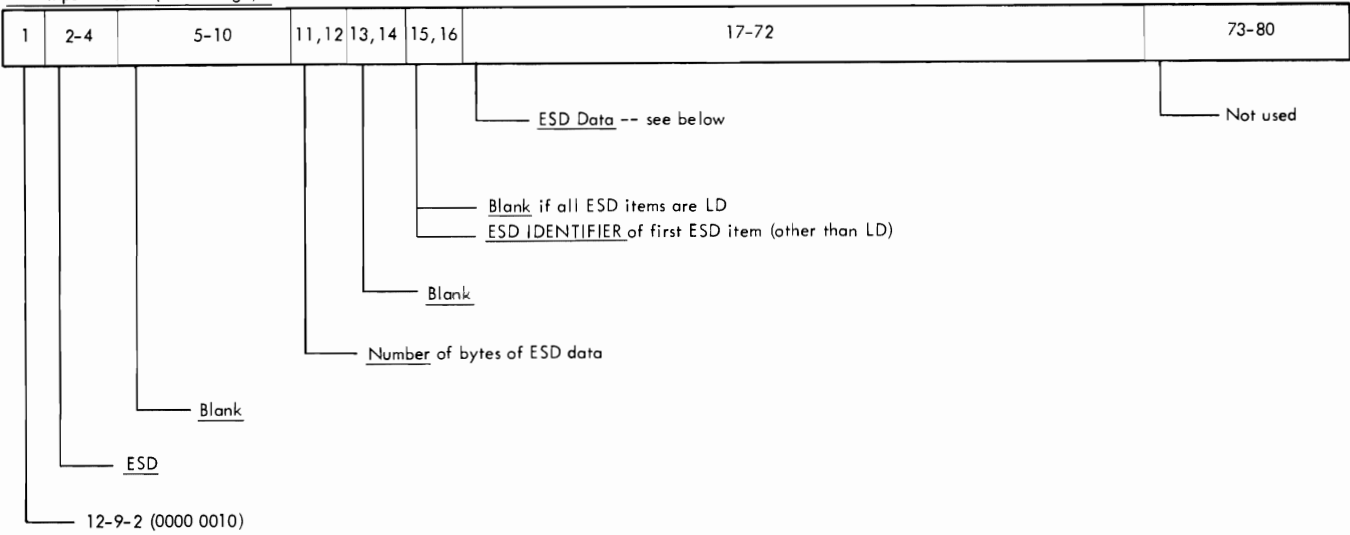 1 2-4 5-10 11,12 13,14 15,16 17-72 73-80
ESD Data -- see below
Not used
Blank if all ESD items are LD
ESD IDENTIFIER of first ESD item (other than LD)
Blank
Number of bytes of ESD data
Blank
ESD
12-9-2 (0000 0010)